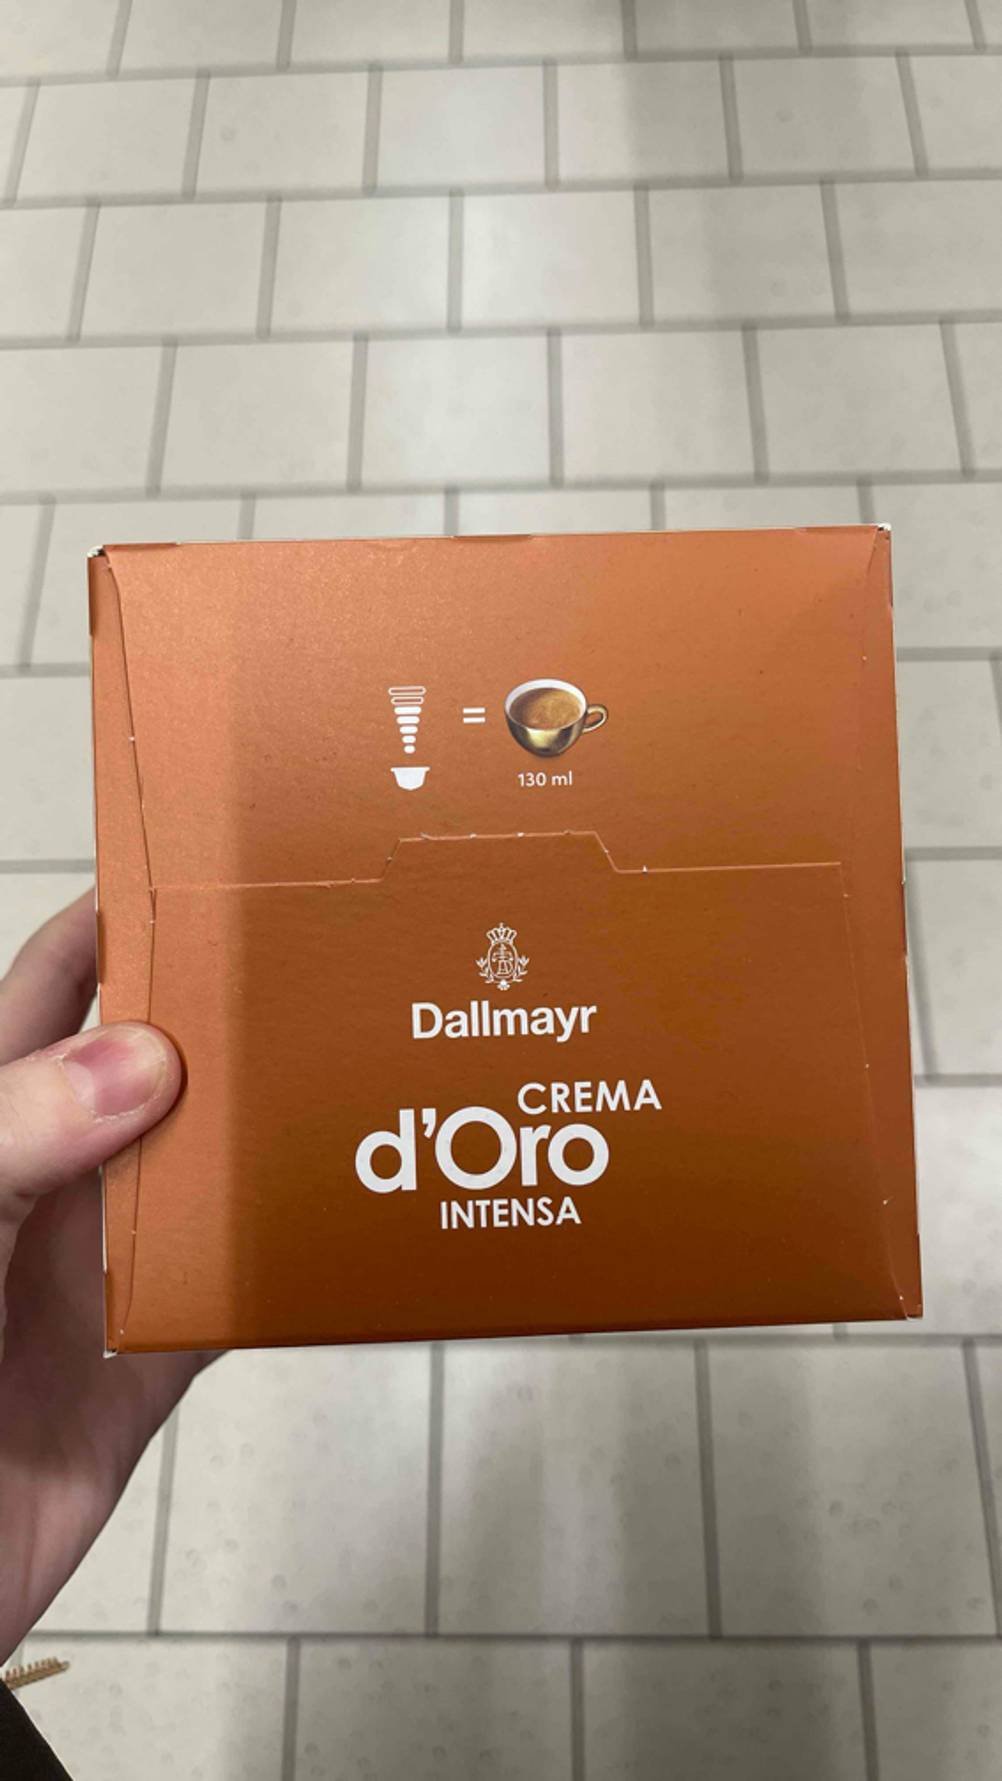 =
130 ml
Dallmayr
CREMA
d'Oro
INTENSA